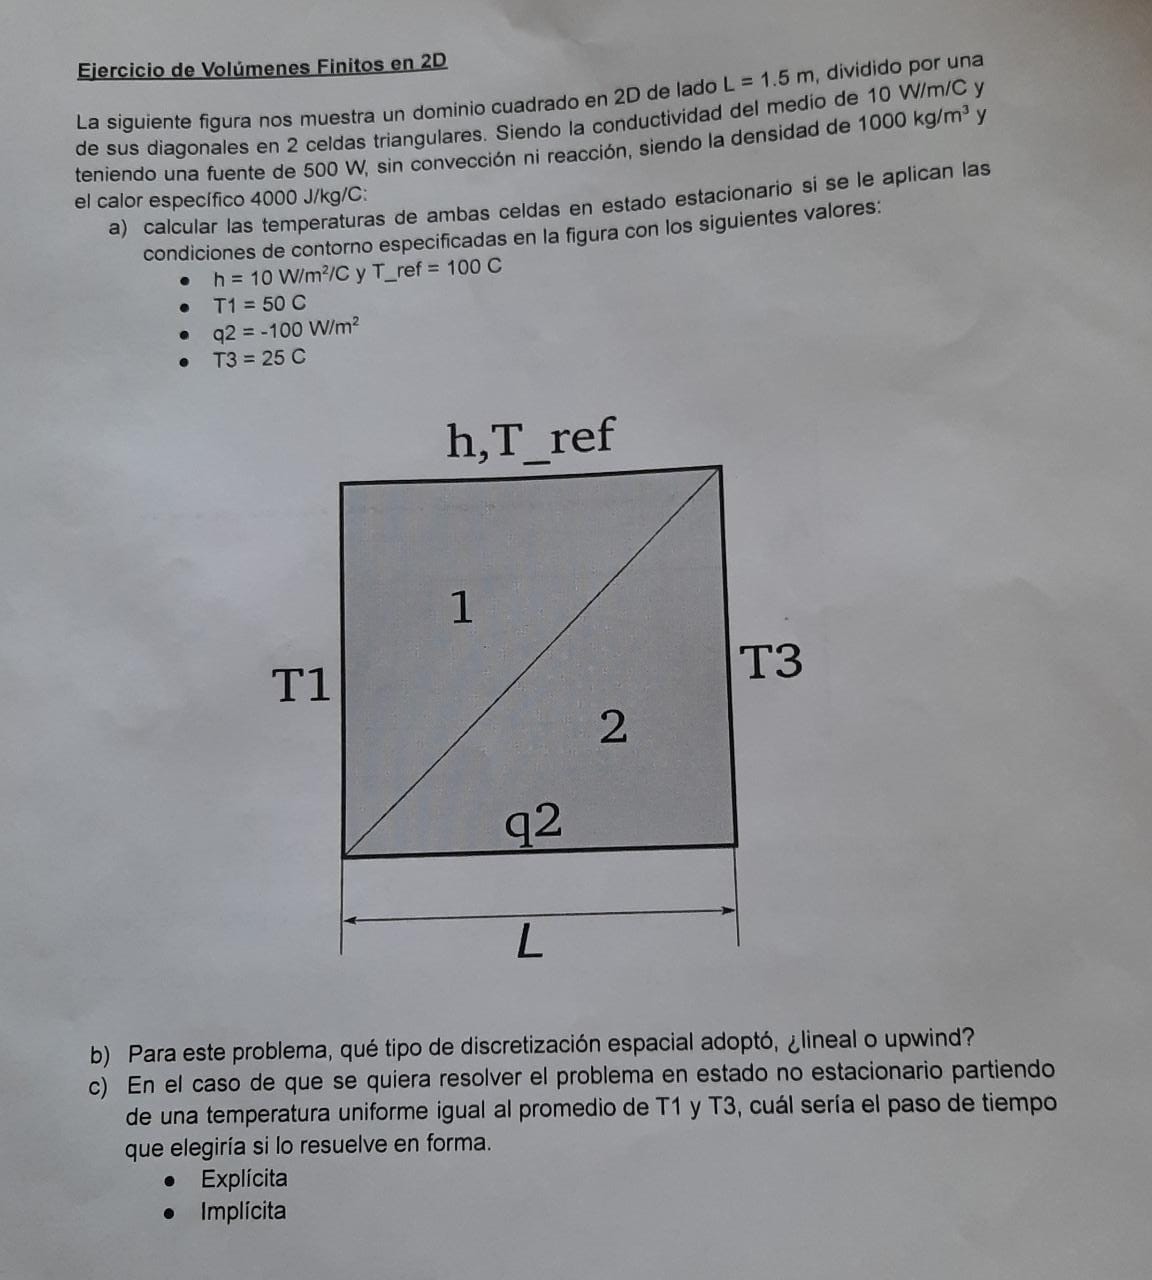 Ejercicio de Volúmenes Finitos en 2D
La siguiente figura nos muestra un dominio cuadrado en 2D de lado L = 1.5 m, dividido por una
de sus diagonales en 2 celdas triangulares. Siendo la conductividad del medio de 10 W/m/C y
teniendo una fuente de 500 W, sin convección ni reacción, siendo la densidad de 1000 kg/m³ y
el calor específico 4000 J/kg/C:
a) calcular las temperaturas de ambas celdas en estado estacionario si se le aplican las
condiciones de contorno especificadas en la figura con los siguientes valores:
• h = 10 W/m²/C y T_ref = 100 C
• T1 = 50 C
• q2 = -100 W/m²
• T3 = 25 C
h,T_ref
1
T1
T3
2
q2
L
b) Para este problema, qué tipo de discretización espacial adoptó, ¿lineal o upwind?
c) En el caso de que se quiera resolver el problema en estado no estacionario partiendo
de una temperatura uniforme igual al promedio de T1 y T3, cuál sería el paso de tiempo
que elegiría si lo resuelve en forma.
• Explícita
• Implícita